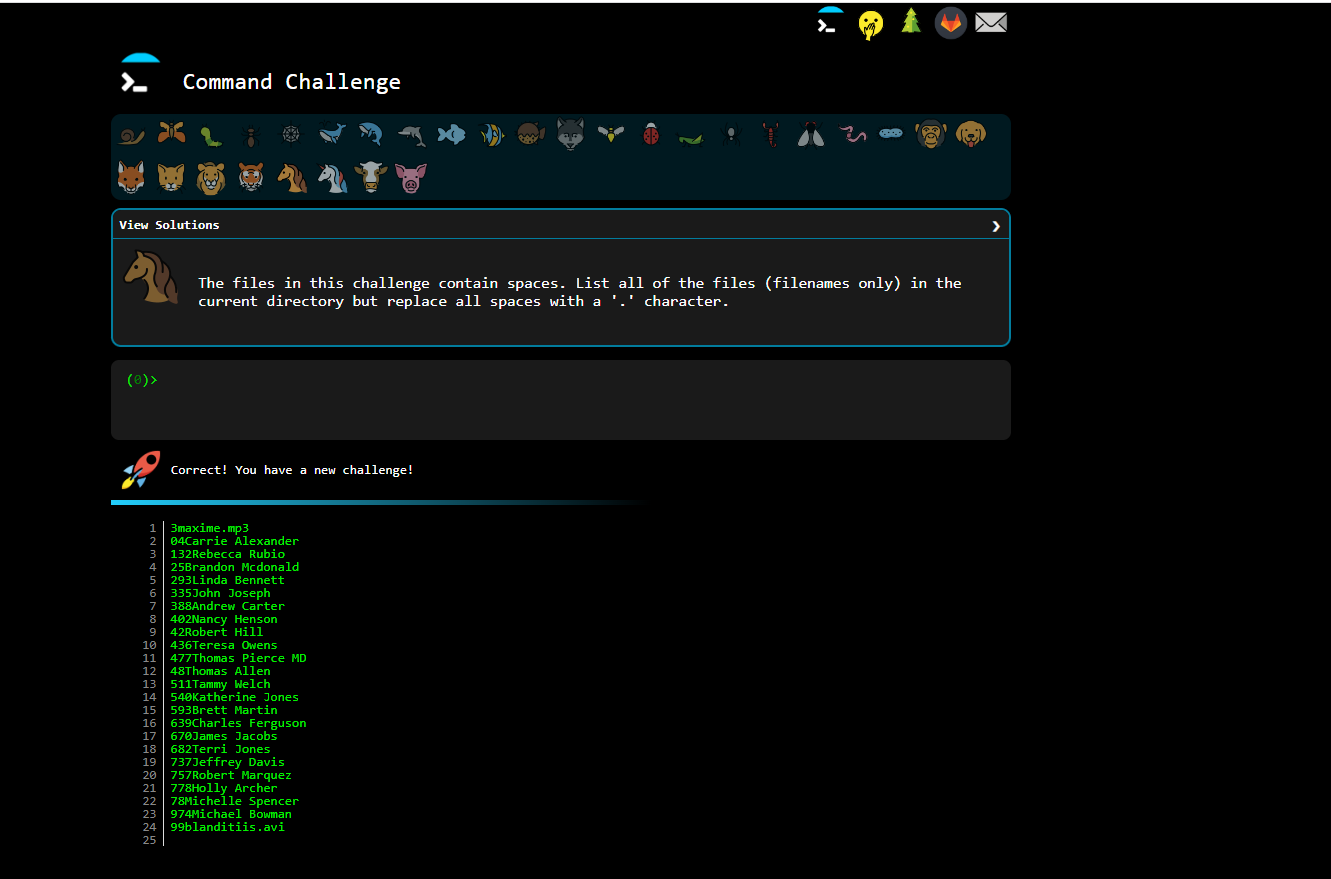 Command Challenge
View Solutions
The files in this challenge contain spaces. List all of the files (filenames only) in the
current directory but replace all spaces with a '.' character.
(0)>
Correct! You have a new challenge!
1 3maxime.mp3
2 04Carrie Alexander
3 132Rebecca Rubio
4 25Brandon Mcdonald
5 293Linda Bennett
6 335John Joseph
7 388Andrew Carter
8 402Nancy Henson
9 42Robert Hill
10 436Teresa Owens
11 477Thomas Pierce MD
12 48Thomas Allen
13 511Tammy Welch
14 540Katherine Jones
15 593Brett Martin
16 639Charles Ferguson
17 670James Jacobs
18 682Terri Jones
19 737Jeffrey Davis
20 757Robert Marquez
21 778Holly Archer
22 78Michelle Spencer
23 974Michael Bowman
24 99blanditiis.avi
25